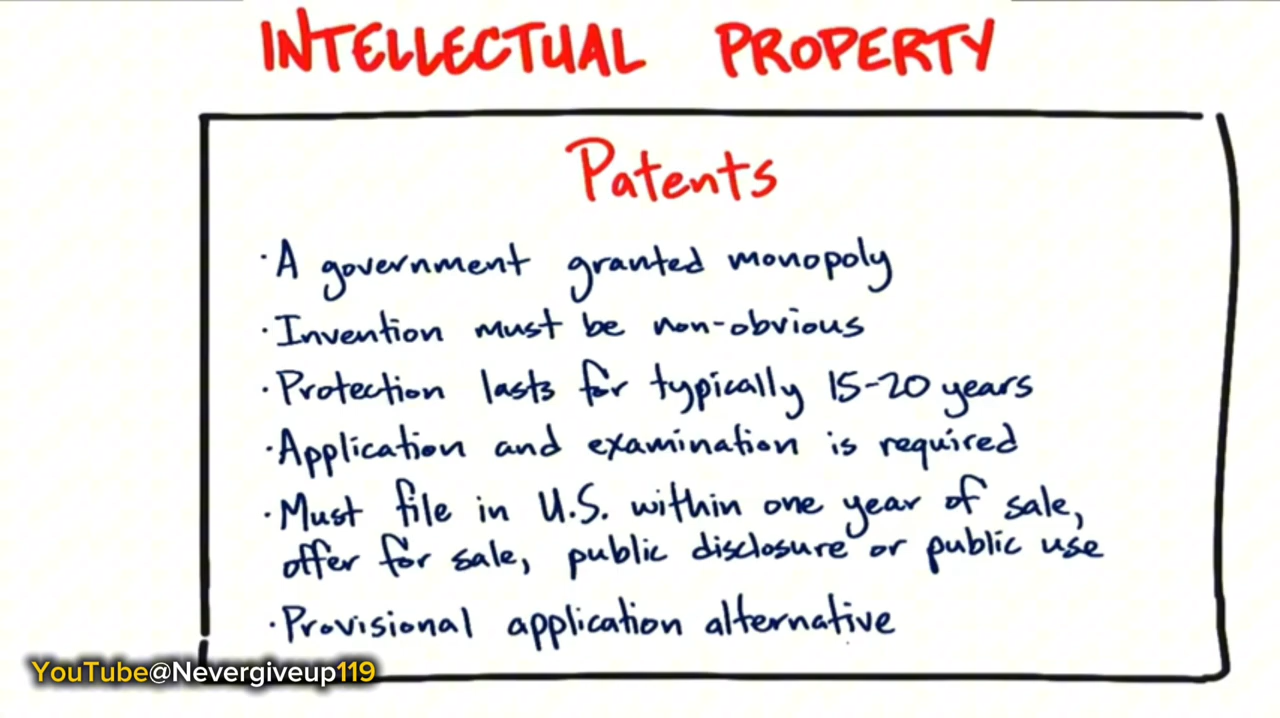 INTELLECTUAL PROPERTY
Patents
· A government granted monopoly
· Invention must be non-obvious
· Protection lasts for typically 15-20 years
· Application and examination is required
· Must file in U.S. within one year of sale,
offer for sale, public disclosure or public use
· Provisional application alternative
YouTube@Nevergiveup119